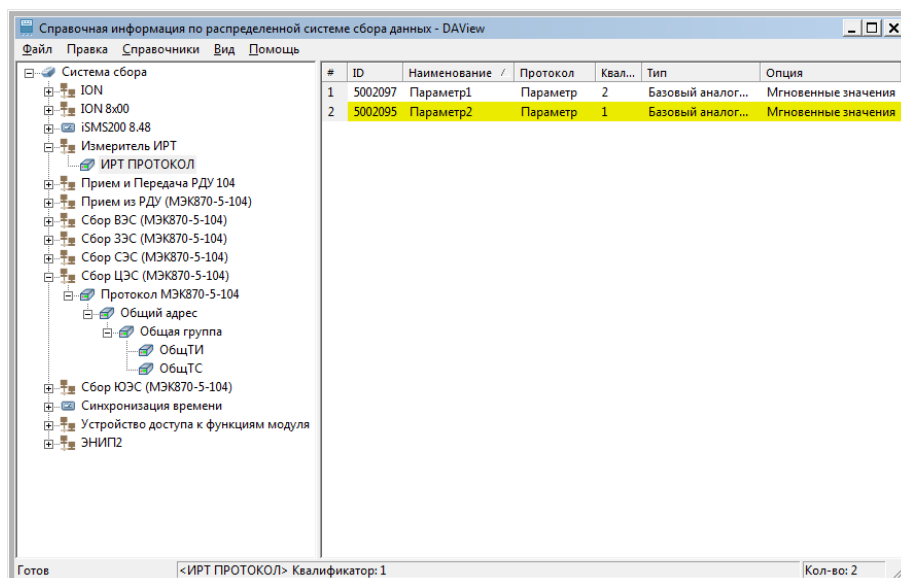 Справочная информация по распределенной системе сбора данных - DAView
Файл Правка Справочники Вид Помощь
Система сбора
ION
ION 8x00
iSMS200 8.48
Измеритель ИРТ
ИРТ ПРОТОКОЛ
Прием и Передача РДУ 104
Прием из РДУ (МЭК870-5-104)
Сбор ВЭС (МЭК870-5-104)
Сбор ЗЭС (МЭК870-5-104)
Сбор СЭС (МЭК870-5-104)
Сбор ЦЭС (МЭК870-5-104)
Протокол МЭК870-5-104
Общий адрес
Общая группа
ОбщТИ
ОбщТС
Сбор ЮЭС (МЭК870-5-104)
Синхронизация времени
Устройство доступа к функциям модуля
ЭНИП2
# ID Наименование / Протокол Квал... Тип Опция
1 5002097 Параметр1 Параметр 2 Базовый аналог... Мгновенные значения
2 5002095 Параметр2 Параметр 1 Базовый аналог... Мгновенные значения
Готов <ИРТ ПРОТОКОЛ> Квалификатор: 1 Кол-во: 2